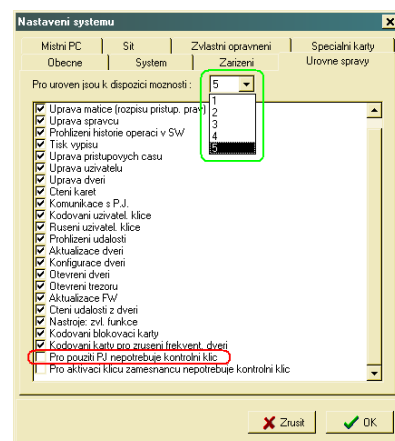 Nastaveni systemu
Mistni PC Sit Zvlastni opravneni Specialni karty
Obecne System Zarizeni Urovne spravy
Pro uroven jsou k dispozici moznosti : 5
1
2
3
4
5
Uprava matice (rozpisu pristup. prav)
Uprava spravcu
Prohlizeni historie operaci v SW
Tisk vypisu
Uprava pristupovych casu
Uprava uzivatelu
Uprava dveri
Cteni karet
Komunikace s P.J.
Kodovani uzivatel. klice
Ruseni uzivatel. klice
Prohlizeni udalosti
Aktualizace dveri
Konfigurace dveri
Otevreni dveri
Otevreni trezoru
Aktualizace FW
Cteni udalosti z dveri
Nastroje: zvl. funkce
Kodovani blokovaci karty
Kodovani karty pro zruseni frekvent. dveri
Pro pouziti PJ nepotrebuje kontrolni klic
Pro aktivaci klicu zamesnancu nepotrebuje kontrolni klic
Zrusit OK